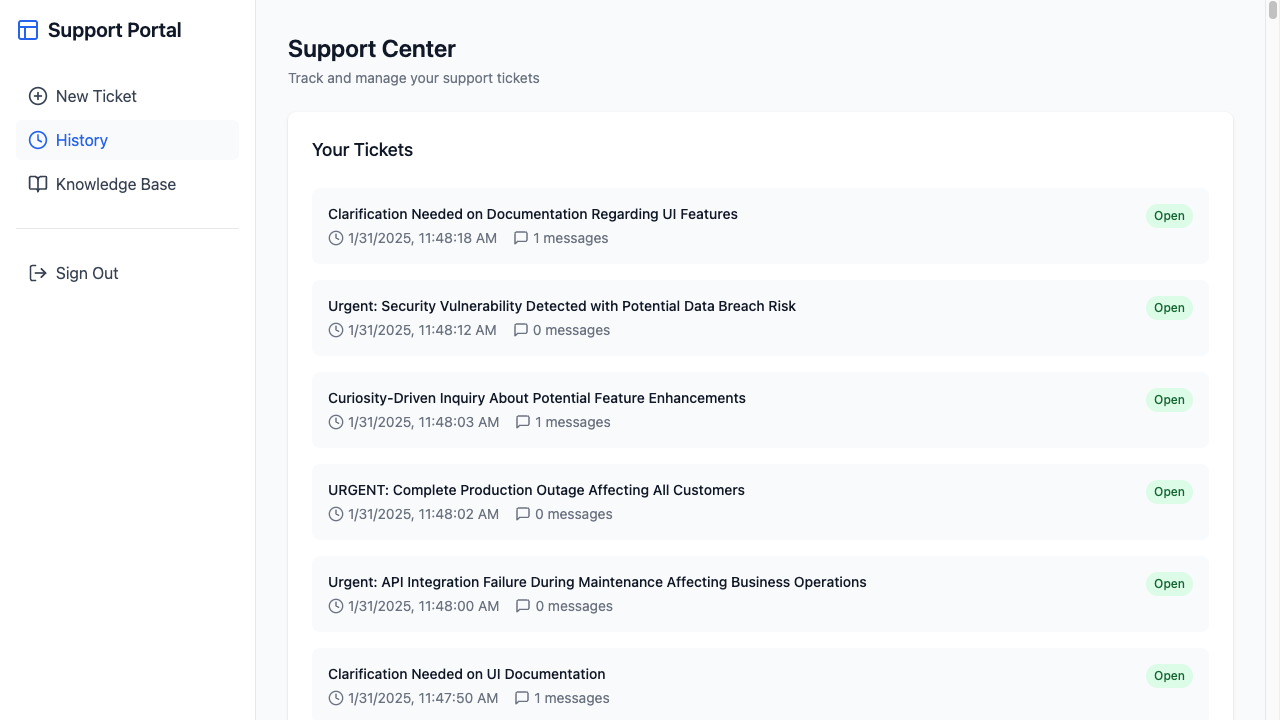 Support Portal
New Ticket
History
Knowledge Base
Sign Out
Support Center
Track and manage your support tickets
Your Tickets
Clarification Needed on Documentation Regarding UI Features
Open
1/31/2025, 11:48:18 AM 1 messages
Urgent: Security Vulnerability Detected with Potential Data Breach Risk
Open
1/31/2025, 11:48:12 AM 0 messages
Curiosity-Driven Inquiry About Potential Feature Enhancements
Open
1/31/2025, 11:48:03 AM 1 messages
URGENT: Complete Production Outage Affecting All Customers
Open
1/31/2025, 11:48:02 AM 0 messages
Urgent: API Integration Failure During Maintenance Affecting Business Operations
Open
1/31/2025, 11:48:00 AM 0 messages
Clarification Needed on UI Documentation
Open
1/31/2025, 11:47:50 AM 1 messages